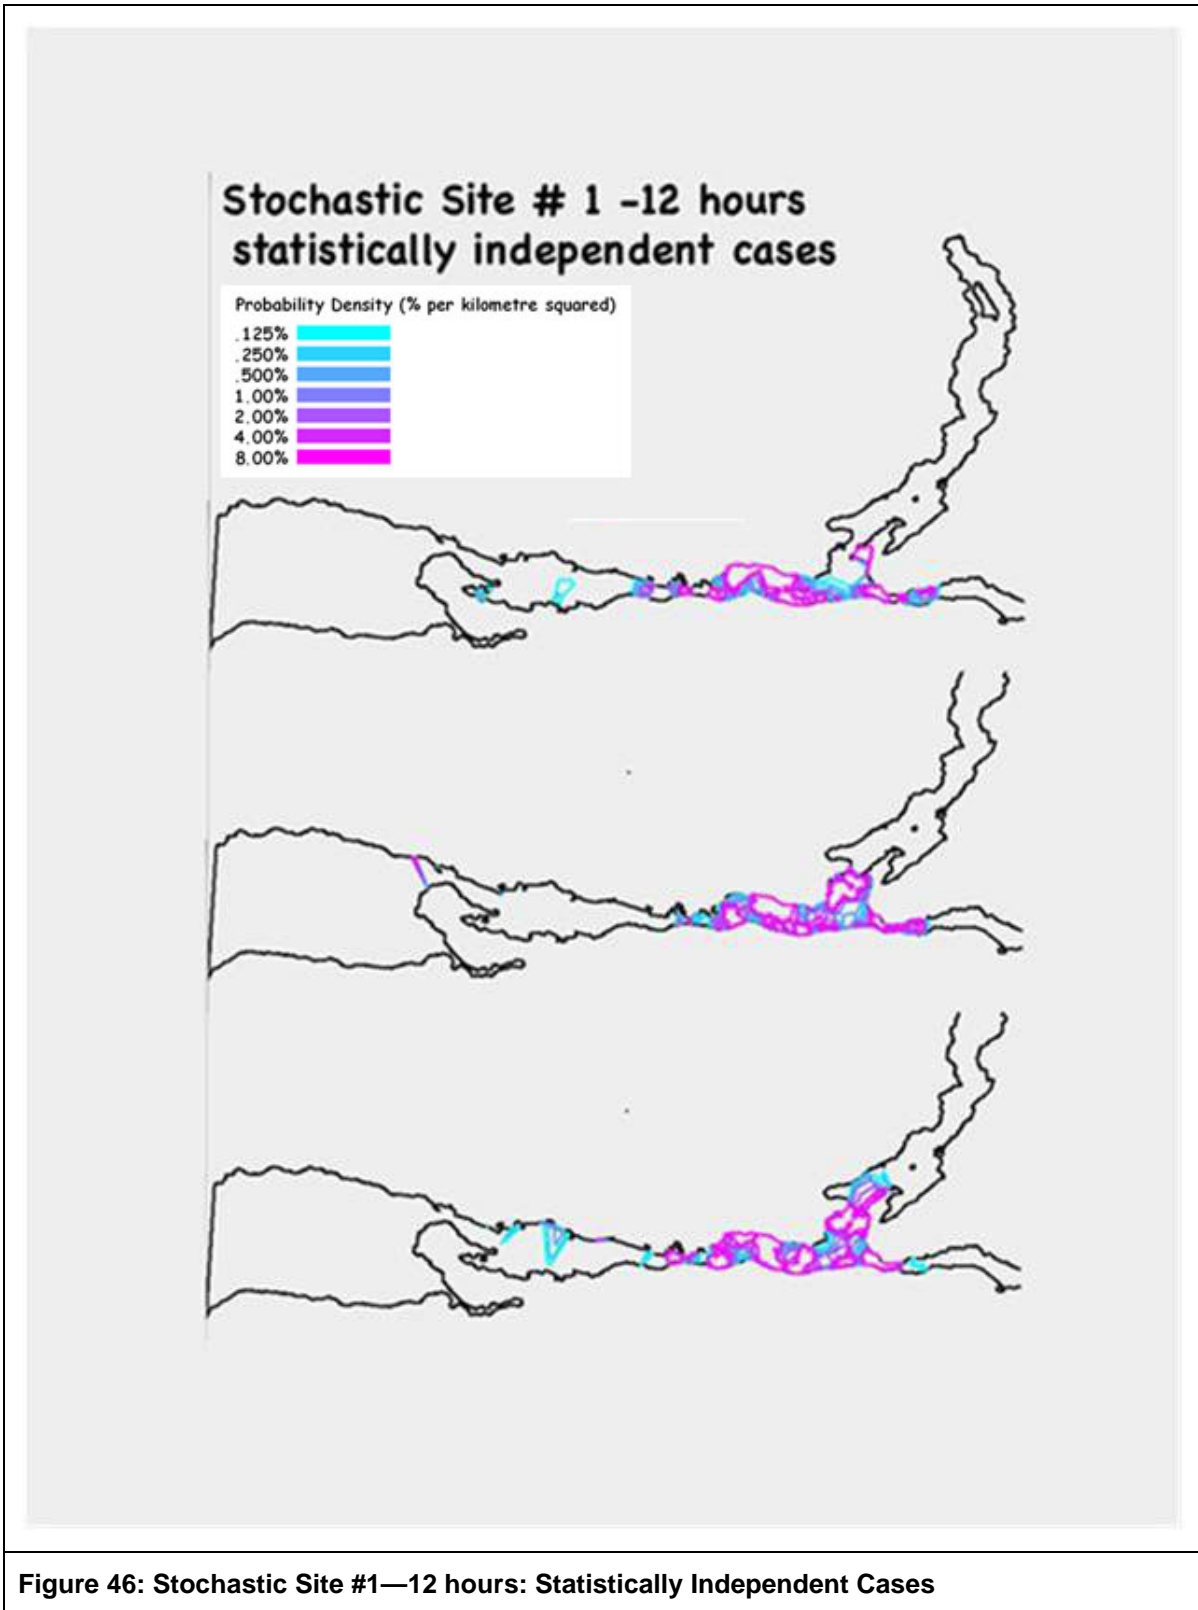 Stochastic Site # 1 -12 hours
statistically independent cases
Probability Density (% per kilometre squared)
.125%
.250%
.500%
1.00%
2.00%
4.00%
8.00%
Figure 46: Stochastic Site #1—12 hours: Statistically Independent Cases